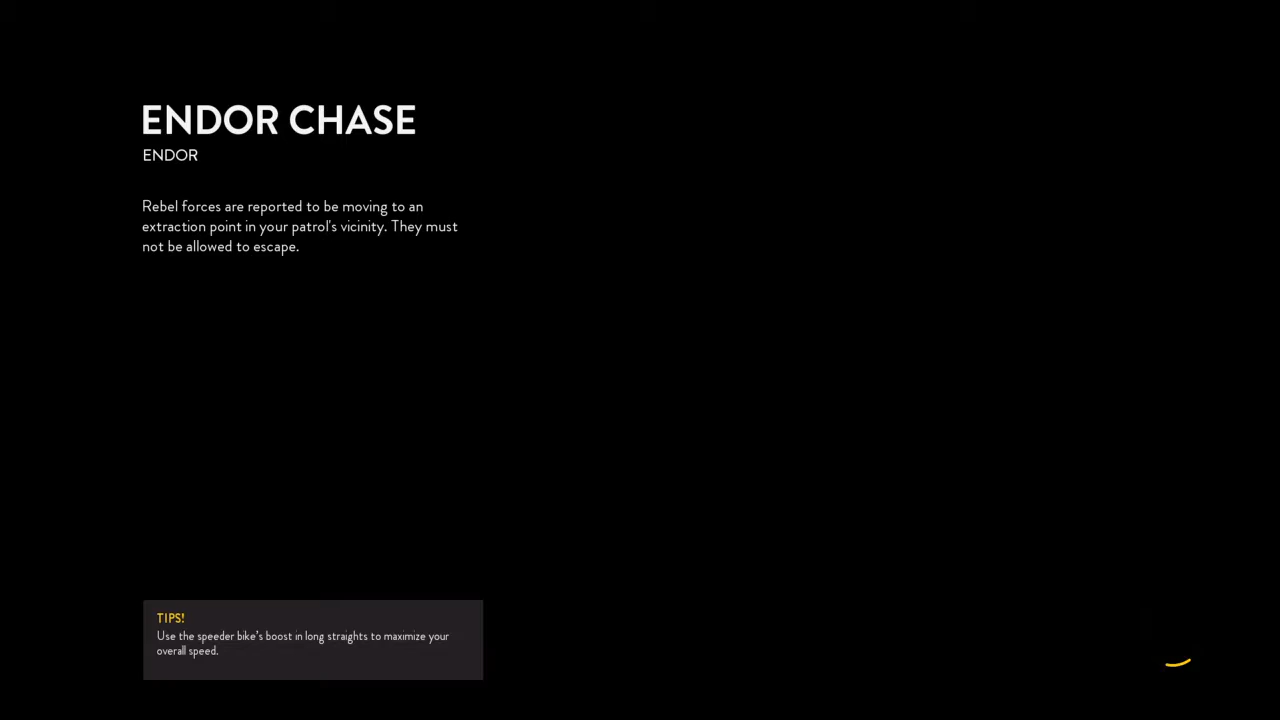 ENDOR CHASE
ENDOR
Rebel forces are reported to be moving to an
extraction point in your patrol's vicinity. They must
not be allowed to escape.
TIPS!
Use the speeder bike’s boost in long straights to maximize your
overall speed.